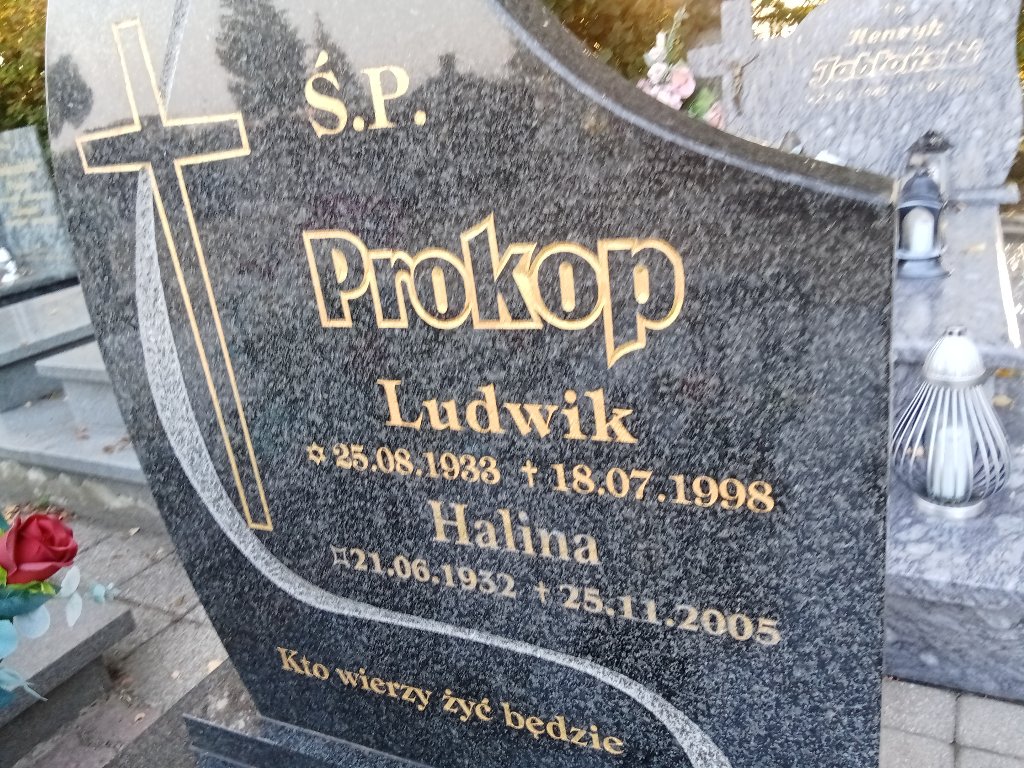 Ś.P.
Prokop
Ludwik
✡ 25.08.1933 † 18.07.1998
Halina
¤21.06.1932 † 25.11.2005
Kto wierzy żyć będzie
Henryk
Jabłoński